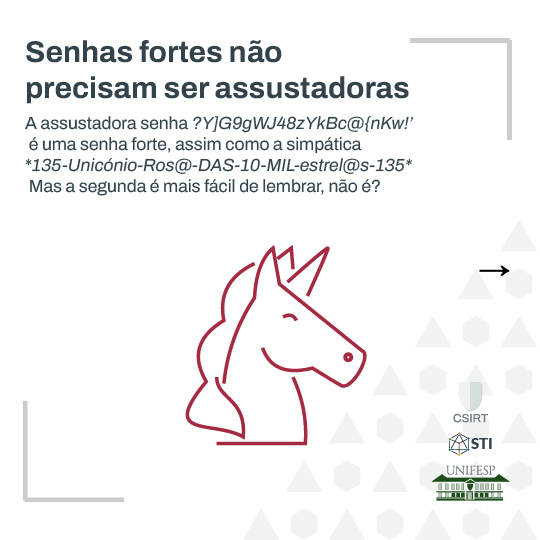 Senhas fortes não
precisam ser assustadoras
A assustadora senha ?Y]G9gWJ48zYkBc@{nKw!’
é uma senha forte, assim como a simpática
*135-Unicónio-Ros@-DAS-10-MIL-estrel@s-135*
Mas a segunda é mais fácil de lembrar, não é?
→
CSIRT
STI
UNIFESP